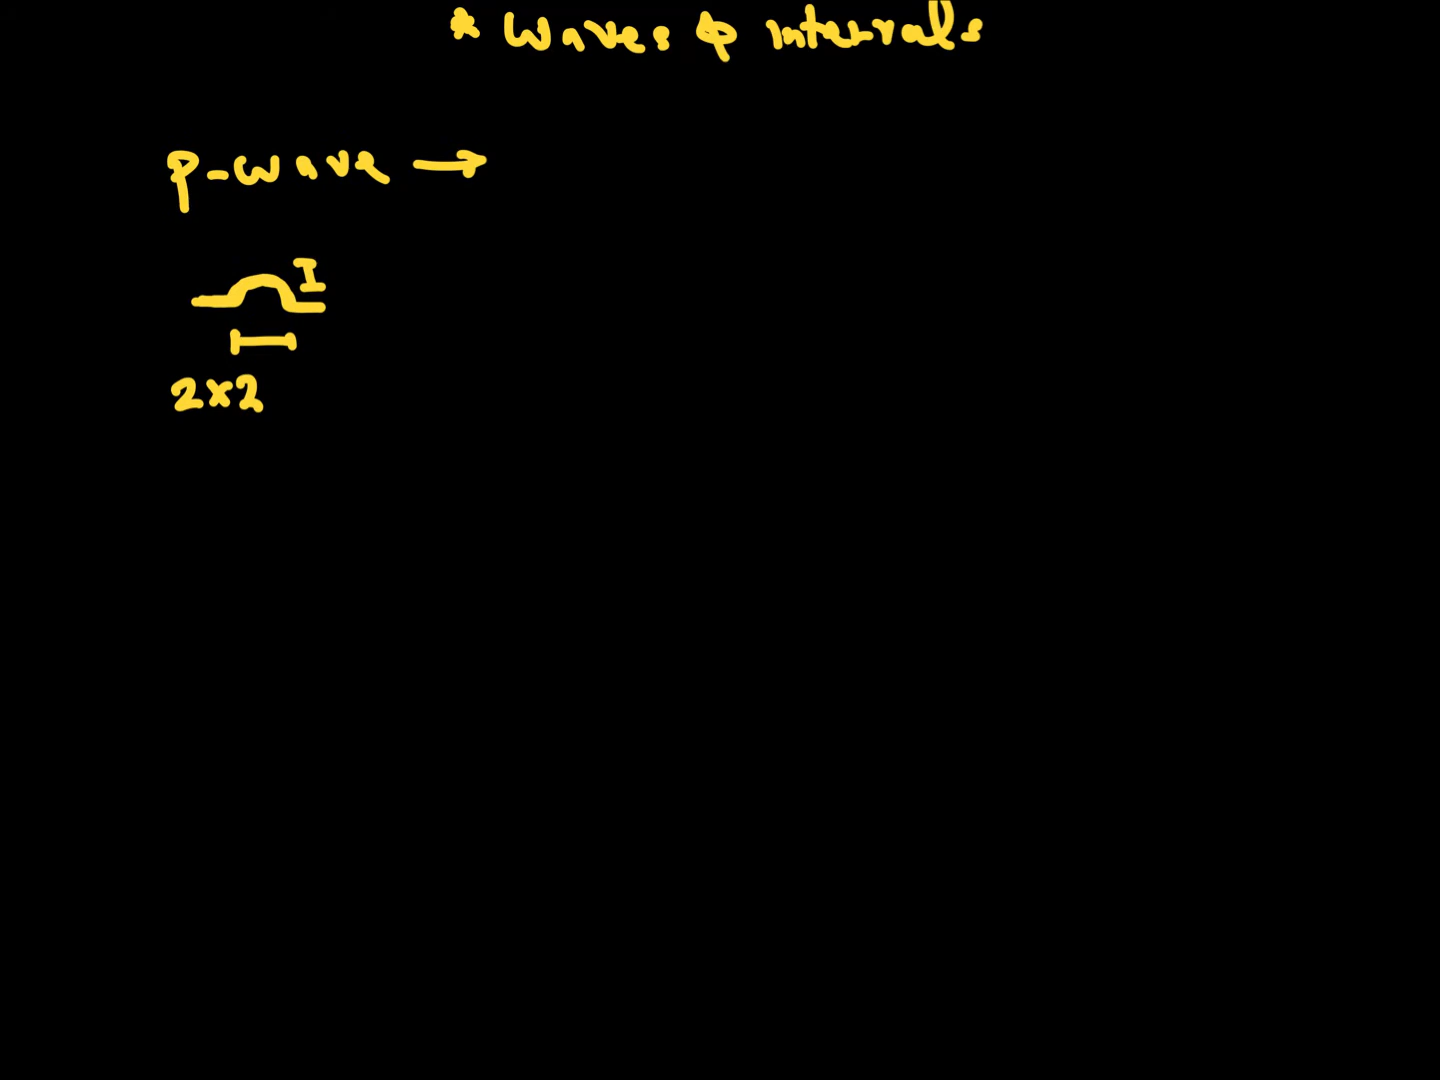 * Waves & intervals
P-wave →
2x2